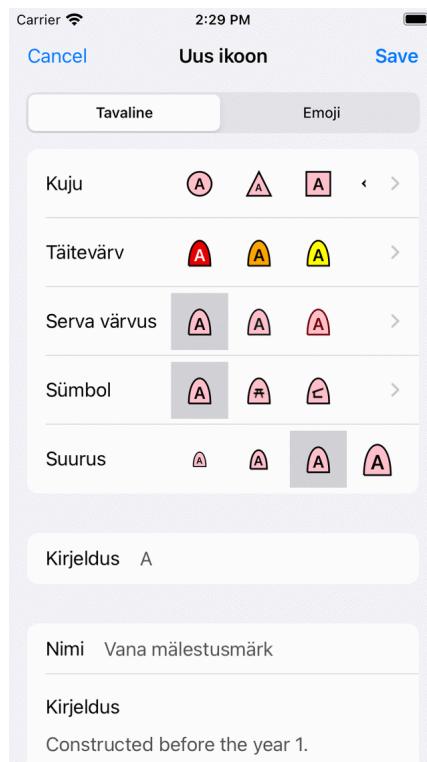 Carrier 2:29 PM
Cancel Uus ikoon Save
Tavaline Emoji
Kuju A A A
Täitevärv A A A
Serva värvus A A A
Sümbol A
Suurus A A A A
Kirjeldus A
Nimi Vana mälestusmärk
Kirjeldus
Constructed before the year 1.